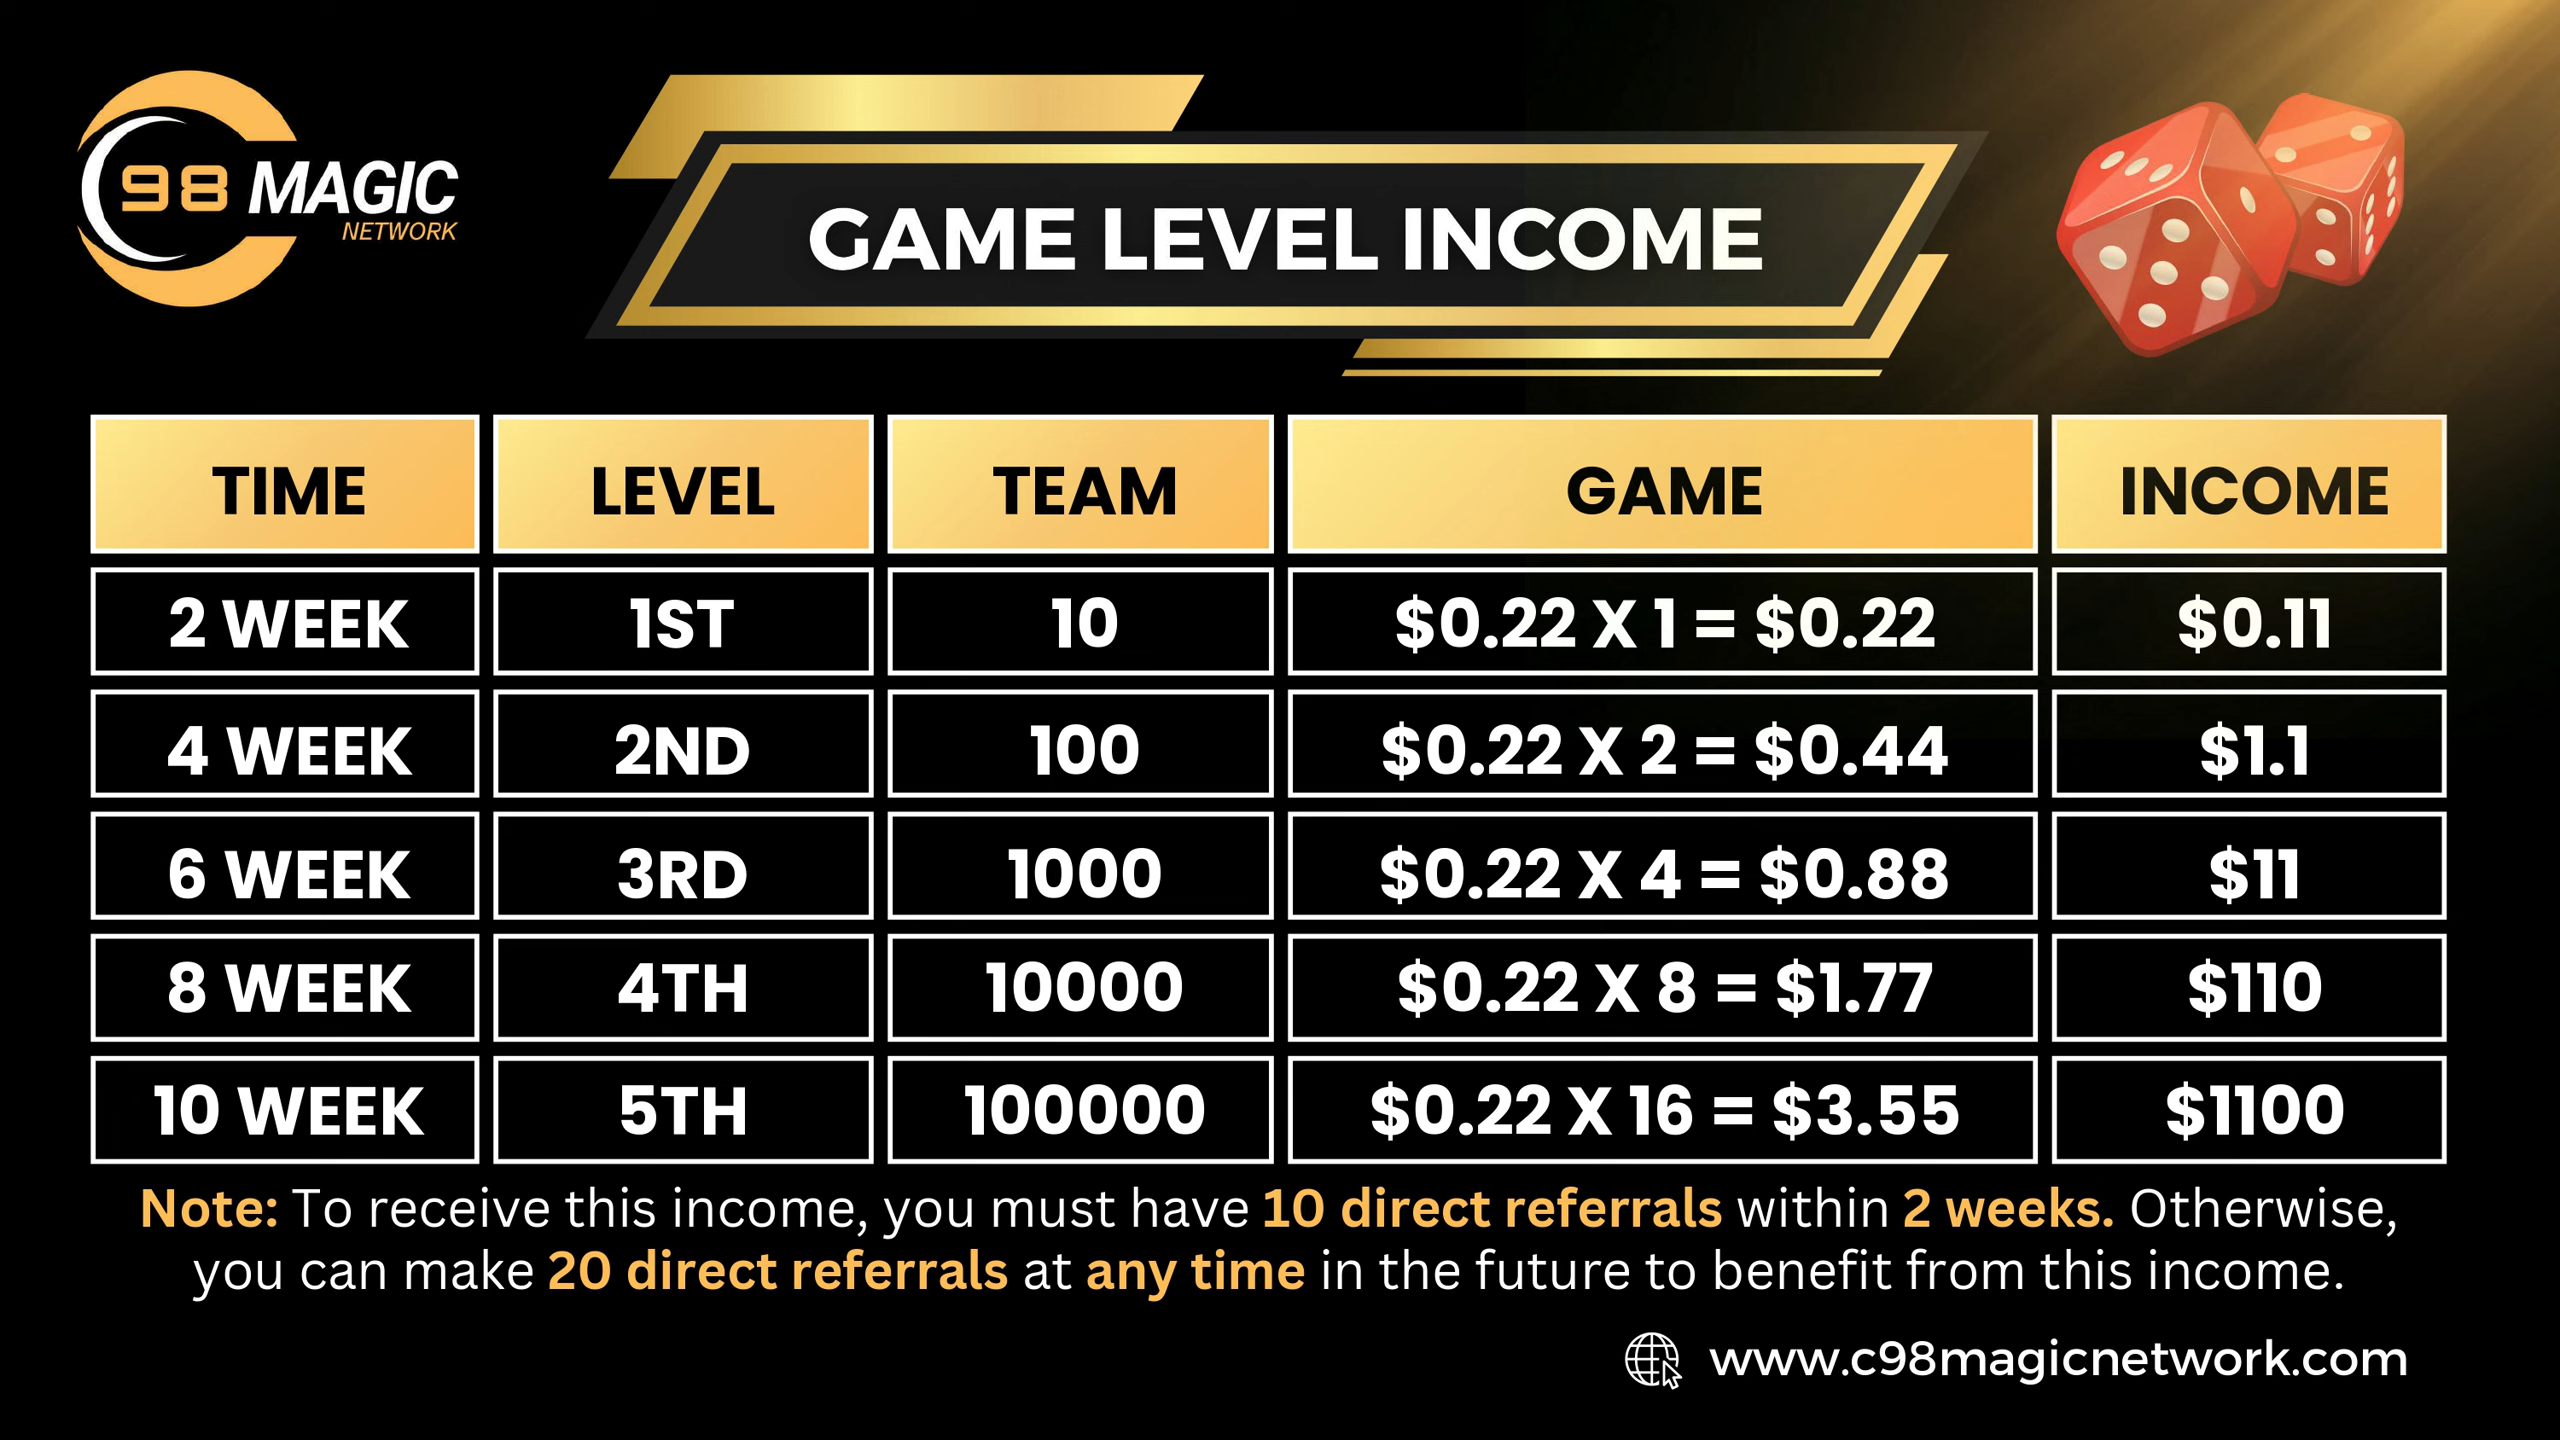 98 MAGIC
NETWORK
GAME LEVEL INCOME
TIME LEVEL TEAM GAME INCOME
2 WEEK 1ST 10 $0.22 X 1 = $0.22 $0.11
4 WEEK 2ND 100 $0.22 X 2 = $0.44 $1.1
6 WEEK 3RD 1000 $0.22 X 4 = $0.88 $11
8 WEEK 4TH 10000 $0.22 X 8 = $1.77 $110
10 WEEK 5TH 100000 $0.22 X 16 = $3.55 $1100
Note: To receive this income, you must have 10 direct referrals within 2 weeks. Otherwise,
you can make 20 direct referrals at any time in the future to benefit from this income.
www.c98magicnetwork.com